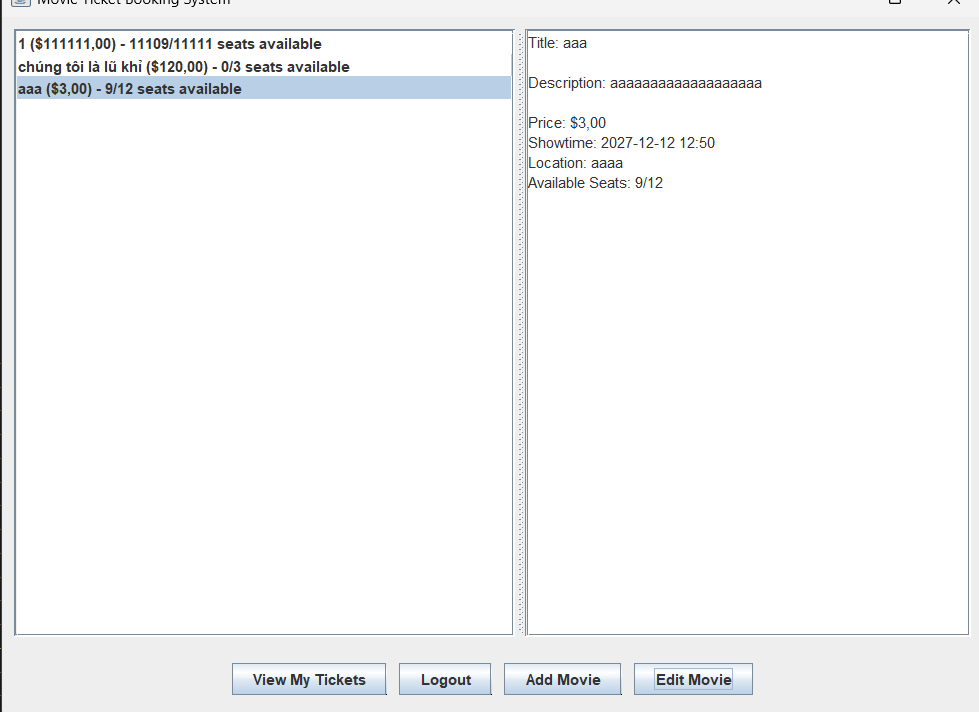 Movie Ticket Booking System
1 ($111111,00) - 11109/11111 seats available
chúng tôi là lũ khỉ ($120,00) - 0/3 seats available
aaa ($3,00) - 9/12 seats available
Title: aaa
Description: aaaaaaaaaaaaaaaaaaa
Price: $3,00
Showtime: 2027-12-12 12:50
Location: aaaa
Available Seats: 9/12
View My Tickets
Logout
Add Movie
Edit Movie